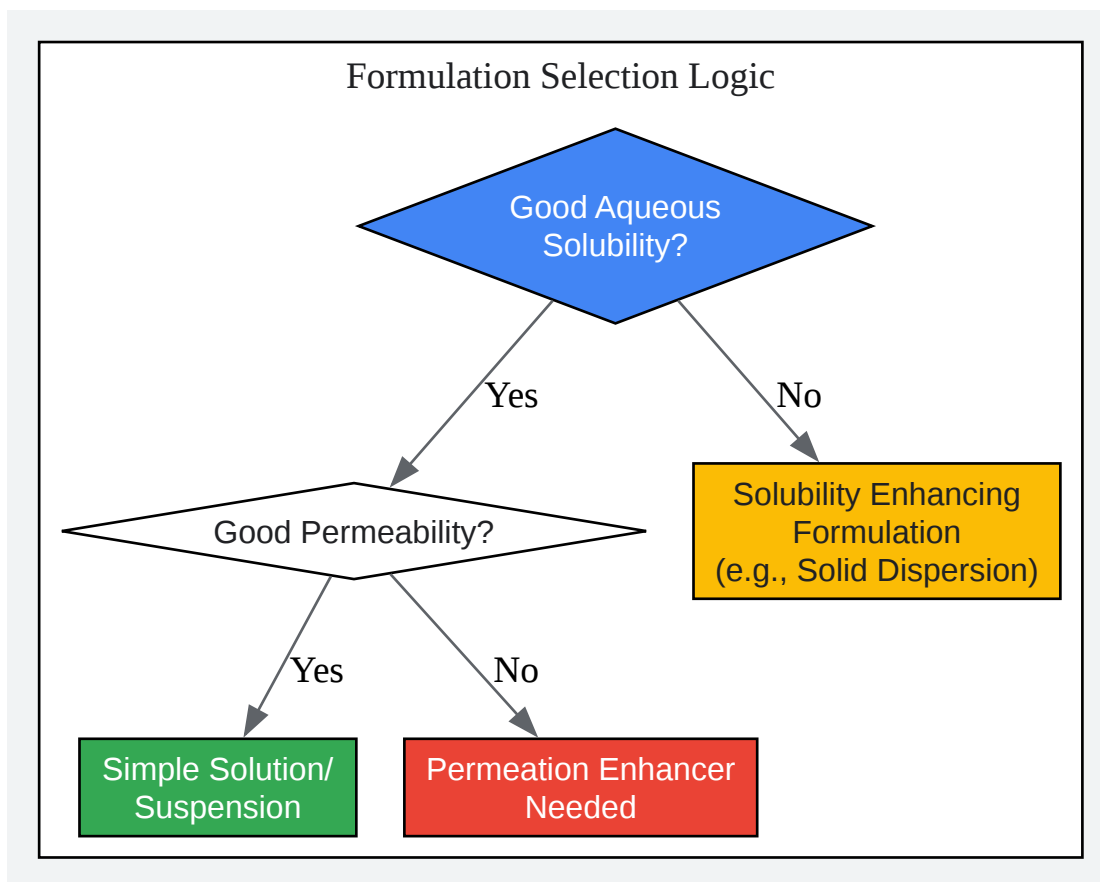 Formulation Selection Logic
Good Aqueous
Solubility?
Yes
No
Good Permeability?
Solubility Enhancing
Formulation
(e.g., Solid Dispersion)
Yes
No
Simple Solution/
Suspension
Permeation Enhancer
Needed